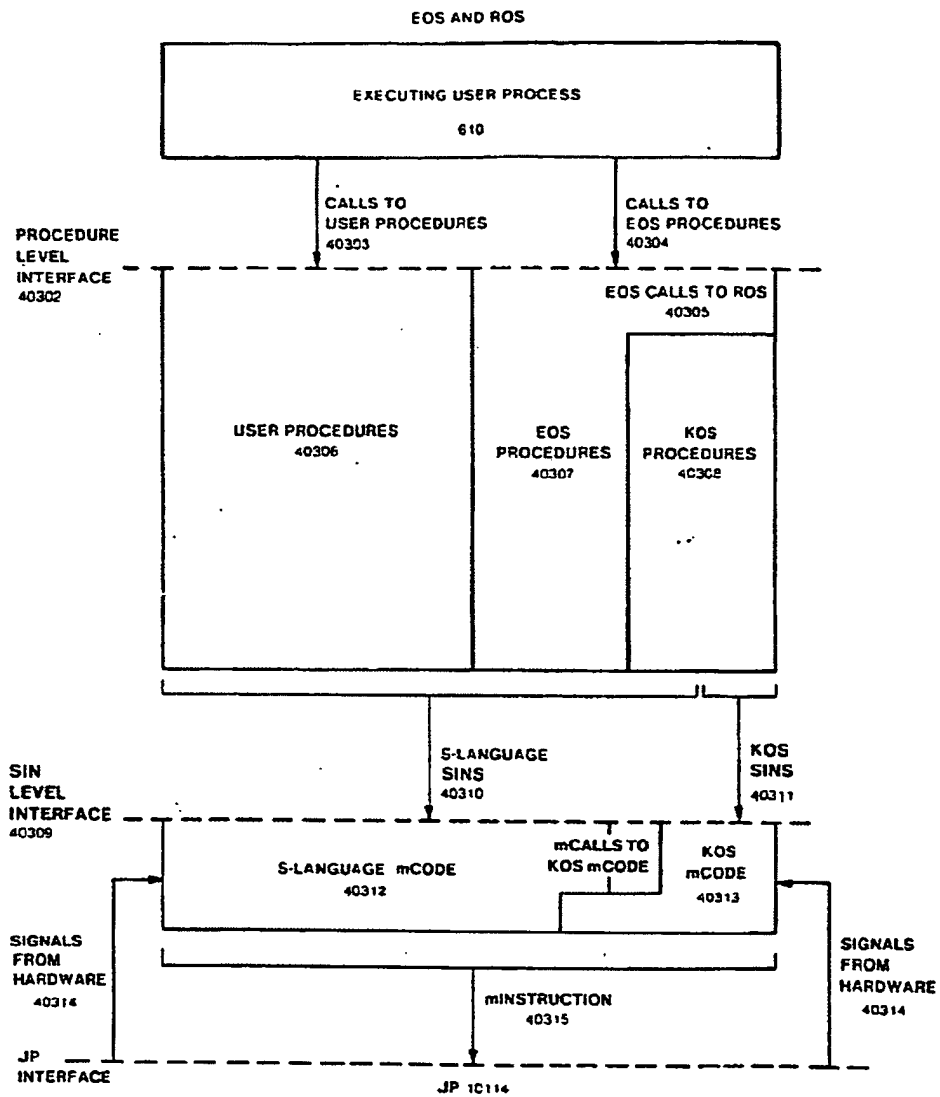 EOS AND ROS
EXECUTING USER PROCESS
610
CALLS TO
USER PROCEDURES
40303
CALLS TO
EOS PROCEDURES
40304
PROCEDURE
LEVEL
INTERFACE
40302
EOS CALLS TO ROS
40305
USER PROCEDURES
40306
EOS
PROCEDURES
40307
KOS
PROCEDURES
40308
S-LANGUAGE
SINS
40310
KOS
SINS
40311
SIN
LEVEL
INTERFACE
40309
S-LANGUAGE mCODE
40312
mCALLS TO
KOS mCODE
KOS
mCODE
40313
SIGNALS
FROM
HARDWARE
40314
mINSTRUCTION
40315
SIGNALS
FROM
HARDWARE
40314
JP
INTERFACE
JP 10114